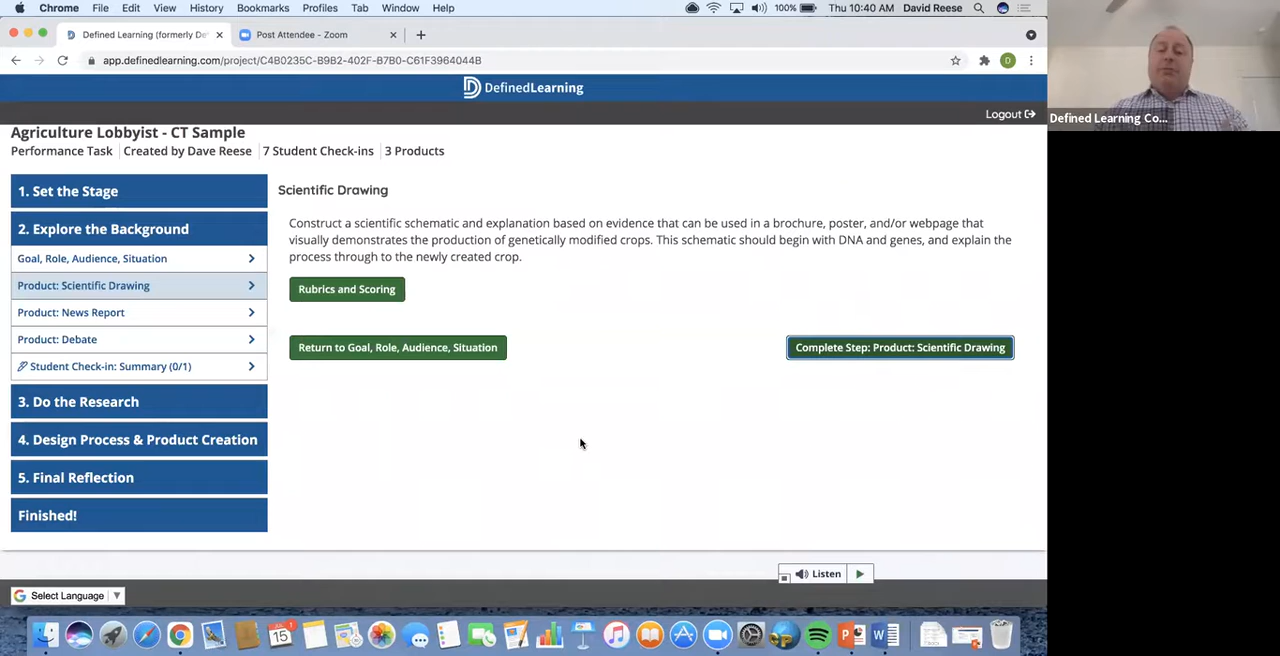 Chrome File Edit View History Bookmarks Profiles Tab Window Help 100% Thu 10:40 AM David Reese
Defined Learning (formerly De
Post Attendee - Zoom
app.definedlearning.com/project/C4B0235C-B9B2-402F-B7B0-C61F3964044B
D
DefinedLearning
Logout
Defined Learning Co...
Agriculture Lobbyist - CT Sample
Performance Task Created by Dave Reese 7 Student Check-ins 3 Products
1. Set the Stage
2. Explore the Background
Goal, Role, Audience, Situation
Product: Scientific Drawing
Product: News Report
Product: Debate
Student Check-in: Summary (0/1)
3. Do the Research
4. Design Process & Product Creation
5. Final Reflection
Finished!
Scientific Drawing
Construct a scientific schematic and explanation based on evidence that can be used in a brochure, poster, and/or webpage that
visually demonstrates the production of genetically modified crops. This schematic should begin with DNA and genes, and explain the
process through to the newly created crop.
Rubrics and Scoring
Return to Goal, Role, Audience, Situation
Complete Step: Product: Scientific Drawing
Listen
Select Language
15